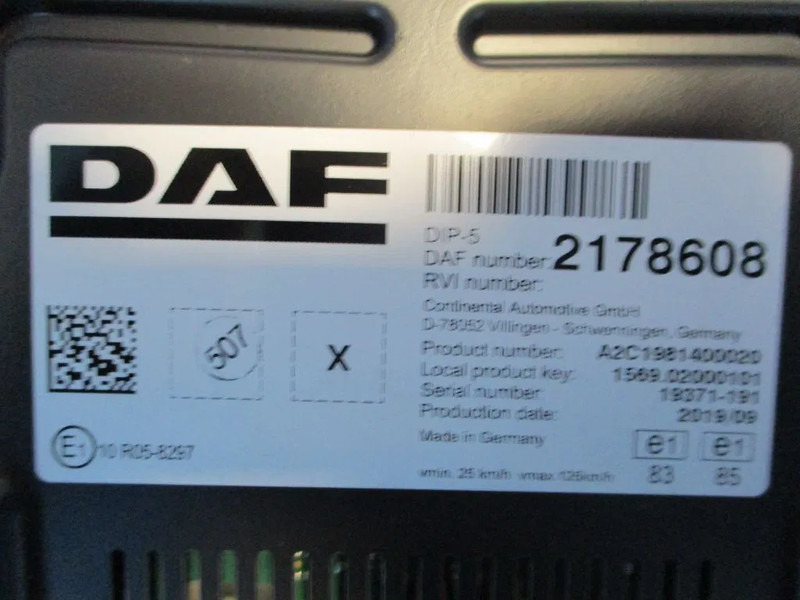 DAF
DIP-5
DAF number: 2178608
RVI number:
Continental Automotive GmbH
D-78052 Villingen - Schwenningen, Germany
Product number: A2C1981400020
Local product key: 1569.02000101
Serial number: 19371-191
Production date: 2019/09
Made in Germany
e1 e1
83 85
vmin. 25 km/h vmax.125km/h
507
X
E1 10 R05-8297